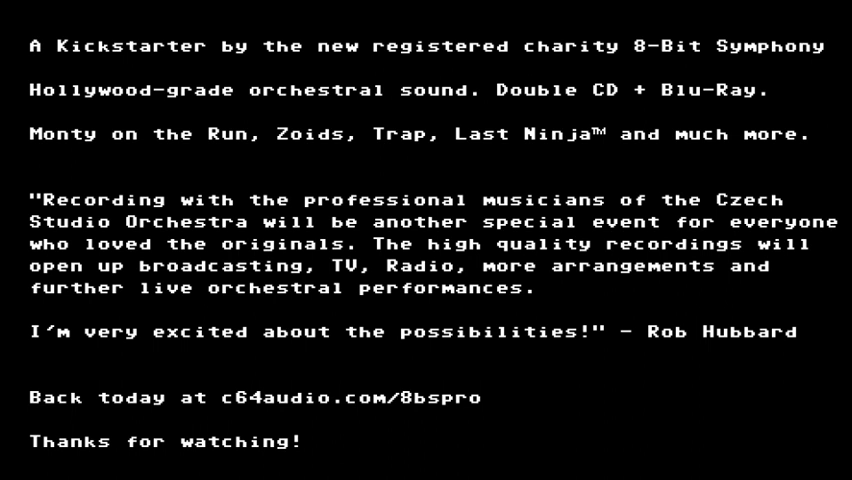 A Kickstarter by the new registered charity 8-Bit Symphony
Hollywood-grade orchestral sound. Double CD + Blu-Ray.
Monty on the Run, Zoids, Trap, Last Ninja™ and much more.
"Recording with the professional musicians of the Czech
Studio Orchestra will be another special event for everyone
who loved the originals. The high quality recordings will
open up broadcasting, TV, Radio, more arrangements and
further live orchestral performances.
I'm very excited about the possibilities!" - Rob Hubbard
Back today at c64audio.com/8bspro
Thanks for watching!